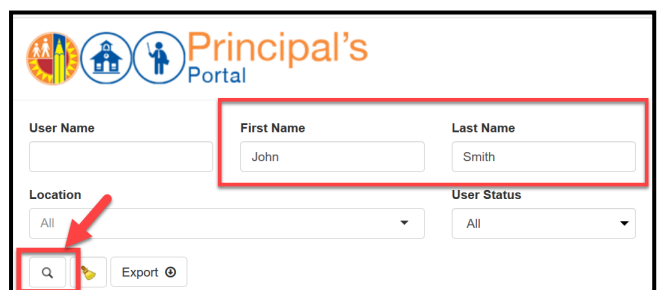 Principal's
Portal
User Name First Name Last Name
John Smith
Location User Status
All All
Export